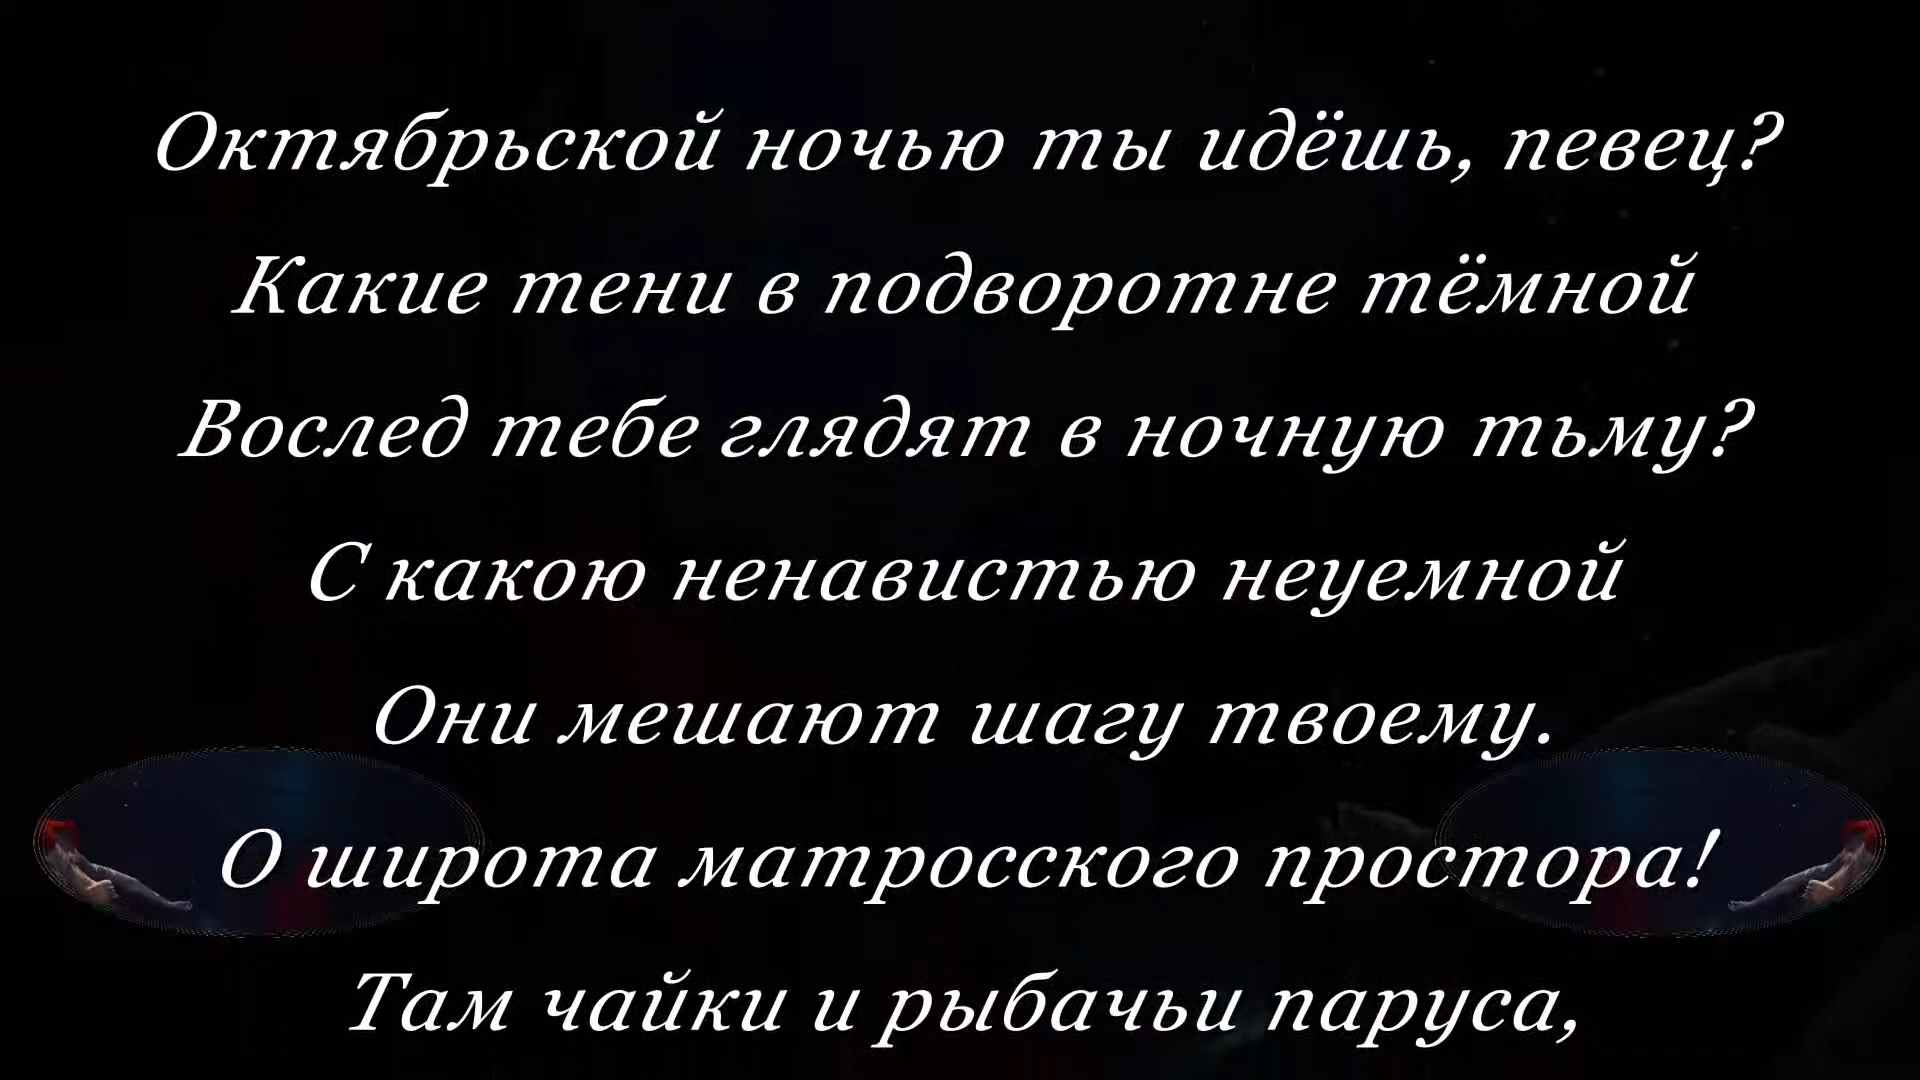 Октябрьской ночью ты идёшь, певец?
Какие тени в подворотне тёмной
Вослед тебе глядят в ночную тьму?
С какою ненавистью неуемной
Они мешают шагу твоему.
О широта матросского простора!
Там чайки и рыбачьи паруса,